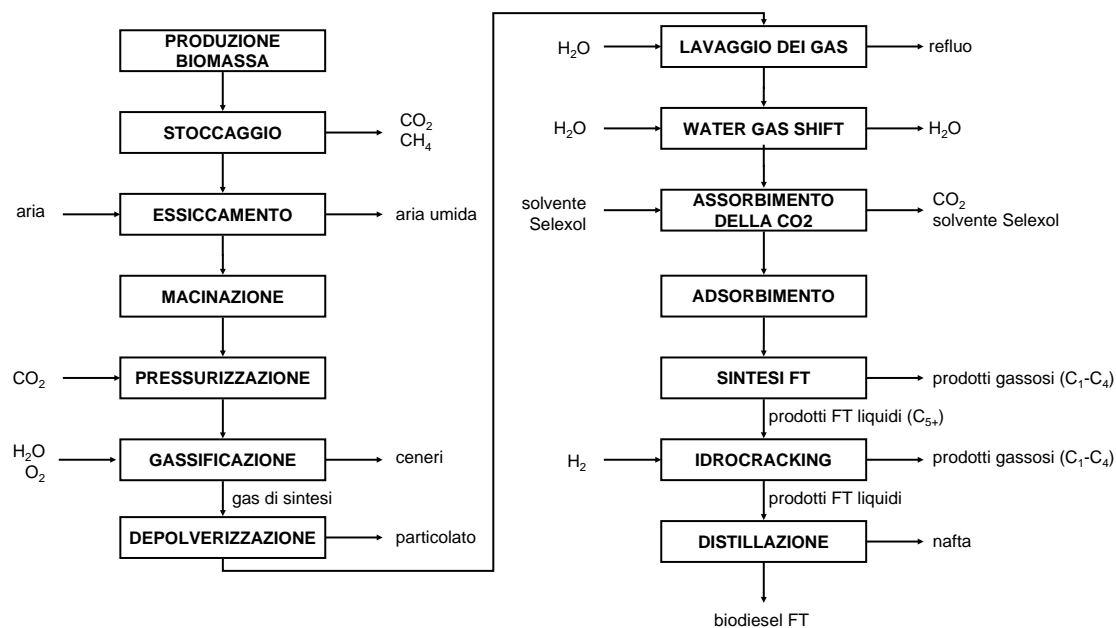 PRODUZIONE
BIOMASSA
STOCCAGGIO
CO₂
CH₄
aria
ESSICCAMENTO
aria umida
MACINAZIONE
CO₂
PRESSURIZZAZIONE
H₂O
O₂
GASSIFICAZIONE
ceneri
gas di sintesi
DEPOLVERIZZAZIONE
particolato
H₂O
LAVAGGIO DEI GAS
refluo
H₂O
WATER GAS SHIFT
H₂O
solvente
Selexol
ASSORBIMENTO
DELLA CO2
CO₂
solvente Selexol
ADSORBIMENTO
SINTESI FT
prodotti gassosi (C₁-C₄)
prodotti FT liquidi (C₅₊)
H₂
IDROCRACKING
prodotti gassosi (C₁-C₄)
prodotti FT liquidi
DISTILLAZIONE
nafta
biodiesel FT